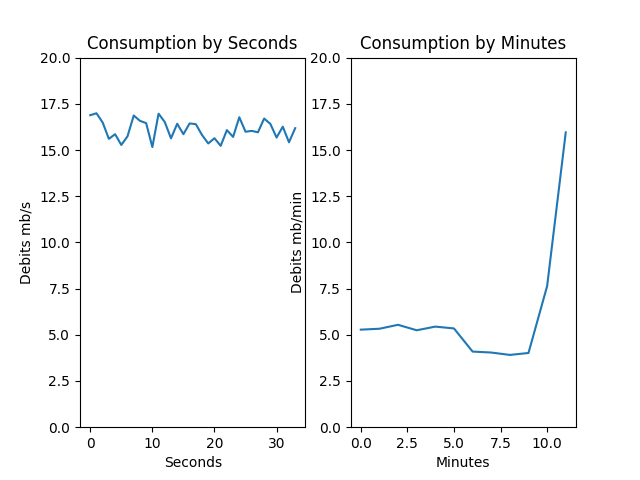 Consumption by Seconds
20.0
17.5
15.0
12.5
10.0
7.5
5.0
2.5
0.0
Debits mb/s
0 10 20 30
Seconds
Consumption by Minutes
20.0
17.5
15.0
12.5
10.0
7.5
5.0
2.5
0.0
Debits mb/min
0.0 2.5 5.0 7.5 10.0
Minutes